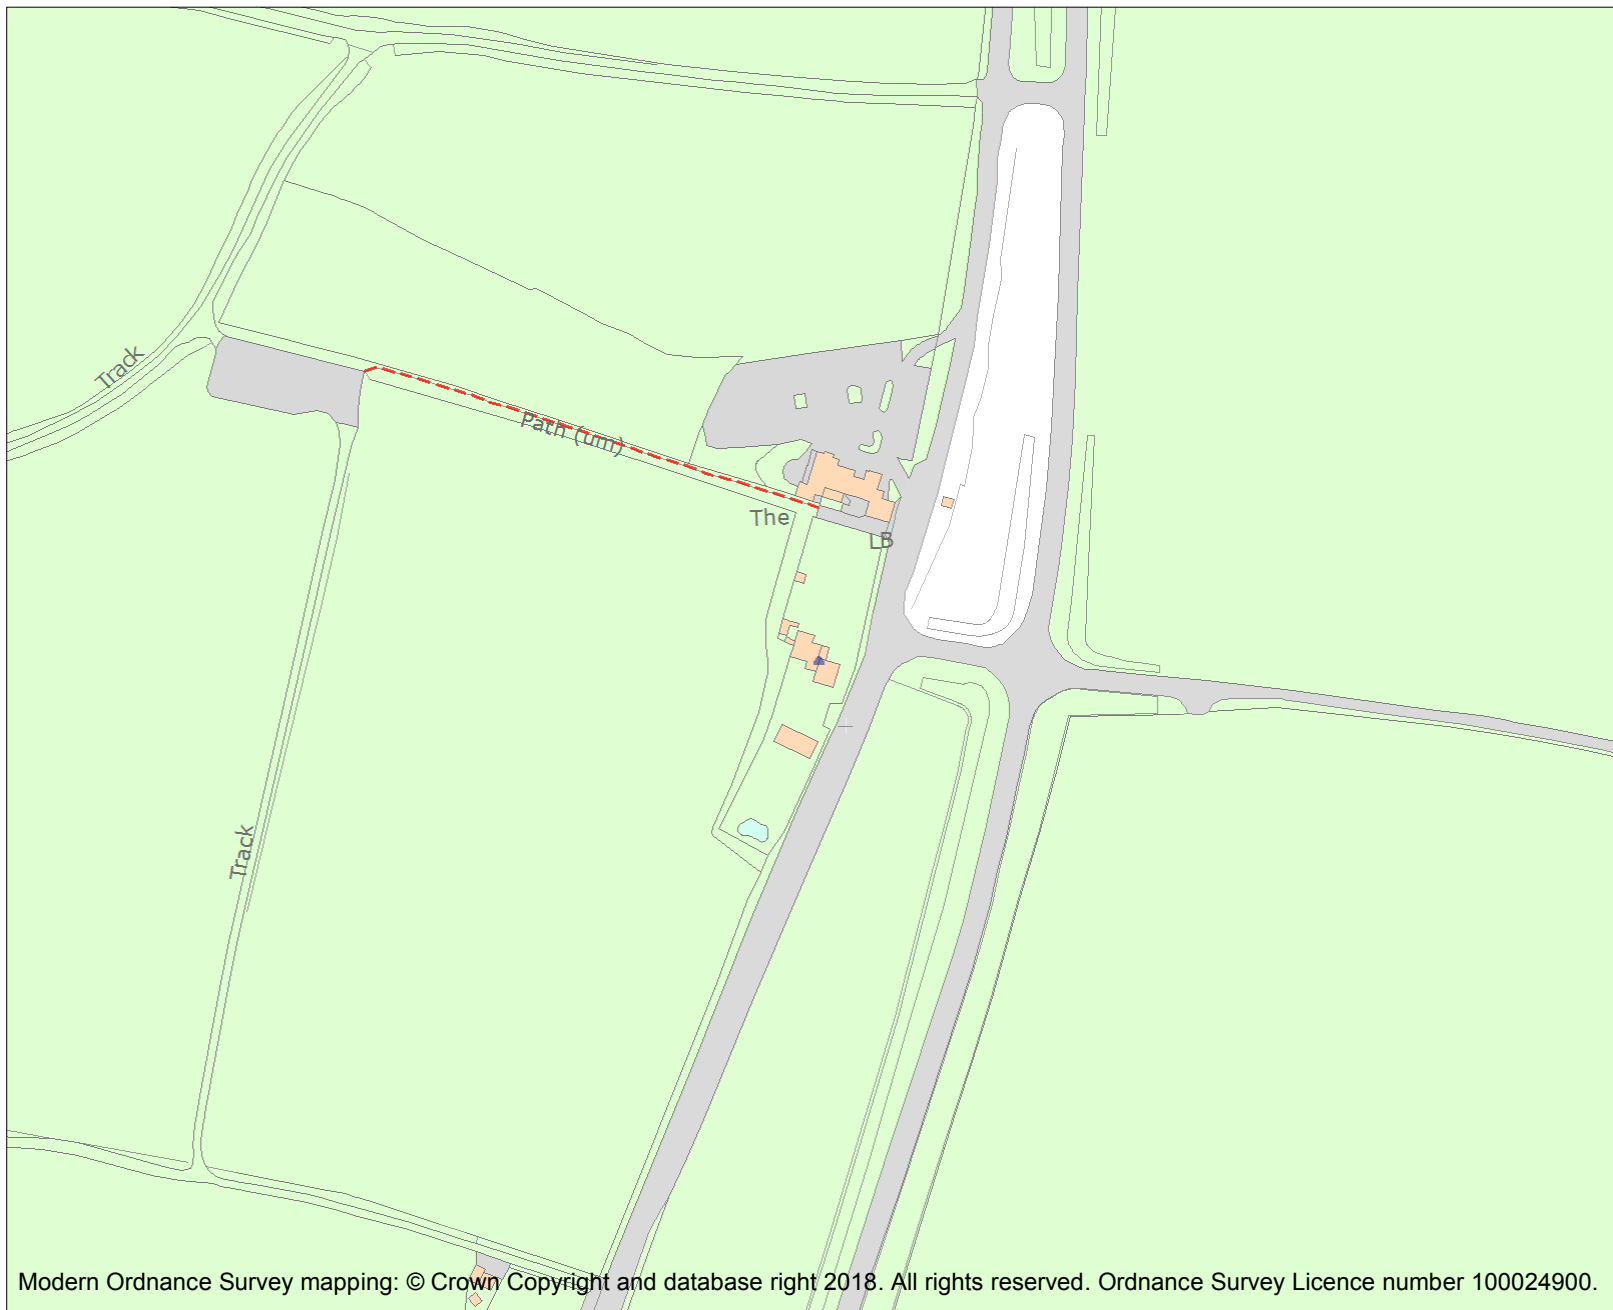 Track
Path (um)
The
LB
Track
Modern Ordnance Survey mapping: © Crown Copyright and database right 2018. All rights reserved. Ordnance Survey Licence number 100024900.